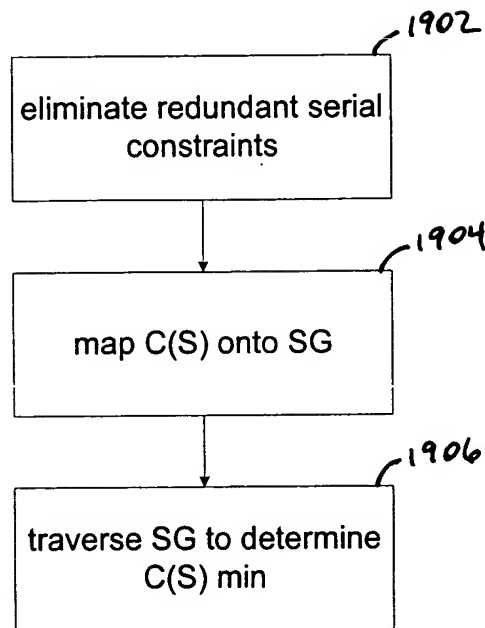 1902
eliminate redundant serial
constraints
1904
map C(S) onto SG
1906
traverse SG to determine
C(S) min